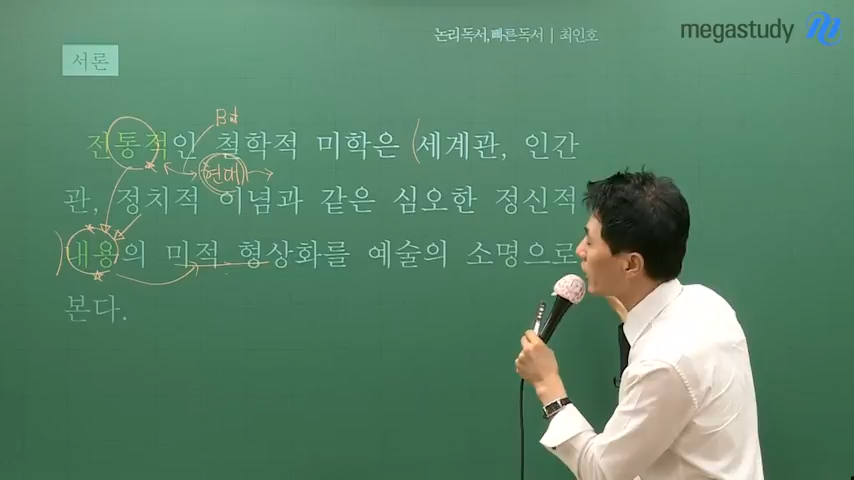 논리독서, 빠른독서 | 최인호
megastudy
서론
But
전통적인 철학적 미학은 세계관, 인간
현대
관, 정치적 이념과 같은 심오한 정신적
내용의 미적 형상화를 예술의 소명으로
본다.